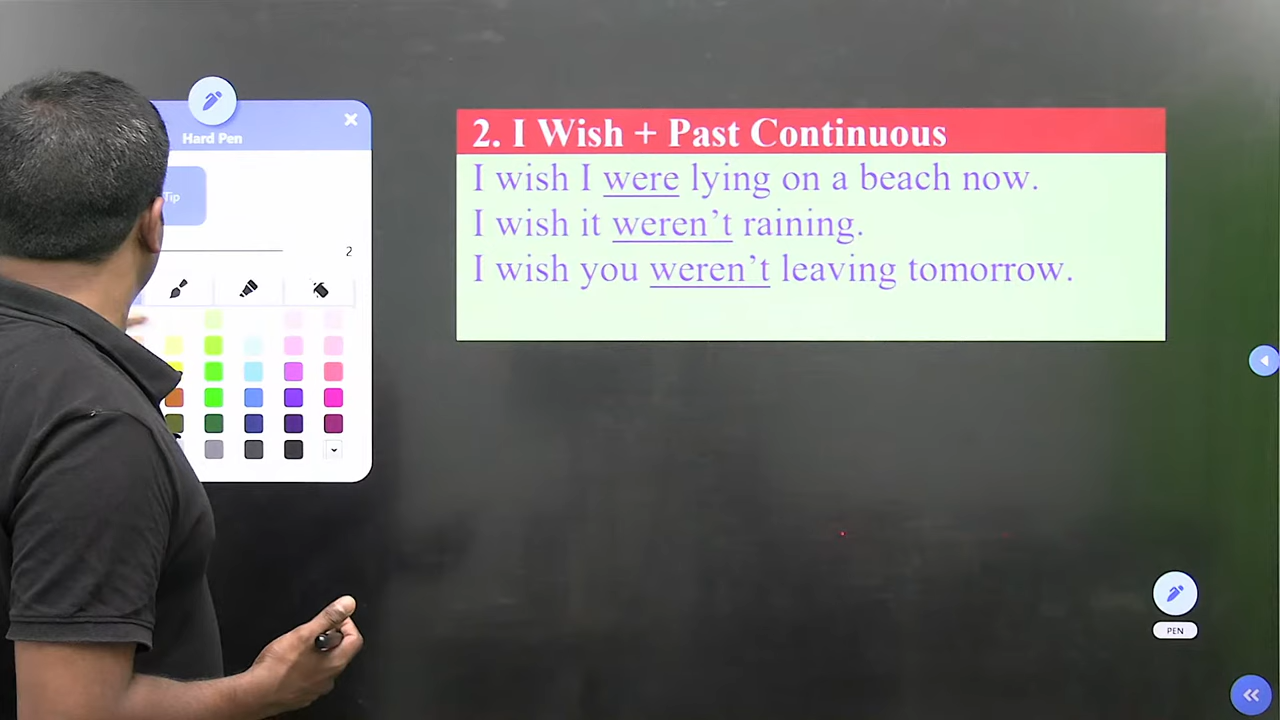 Hard Pen
Tip
2
2. I Wish + Past Continuous
I wish I were lying on a beach now.
I wish it weren’t raining.
I wish you weren’t leaving tomorrow.
PEN